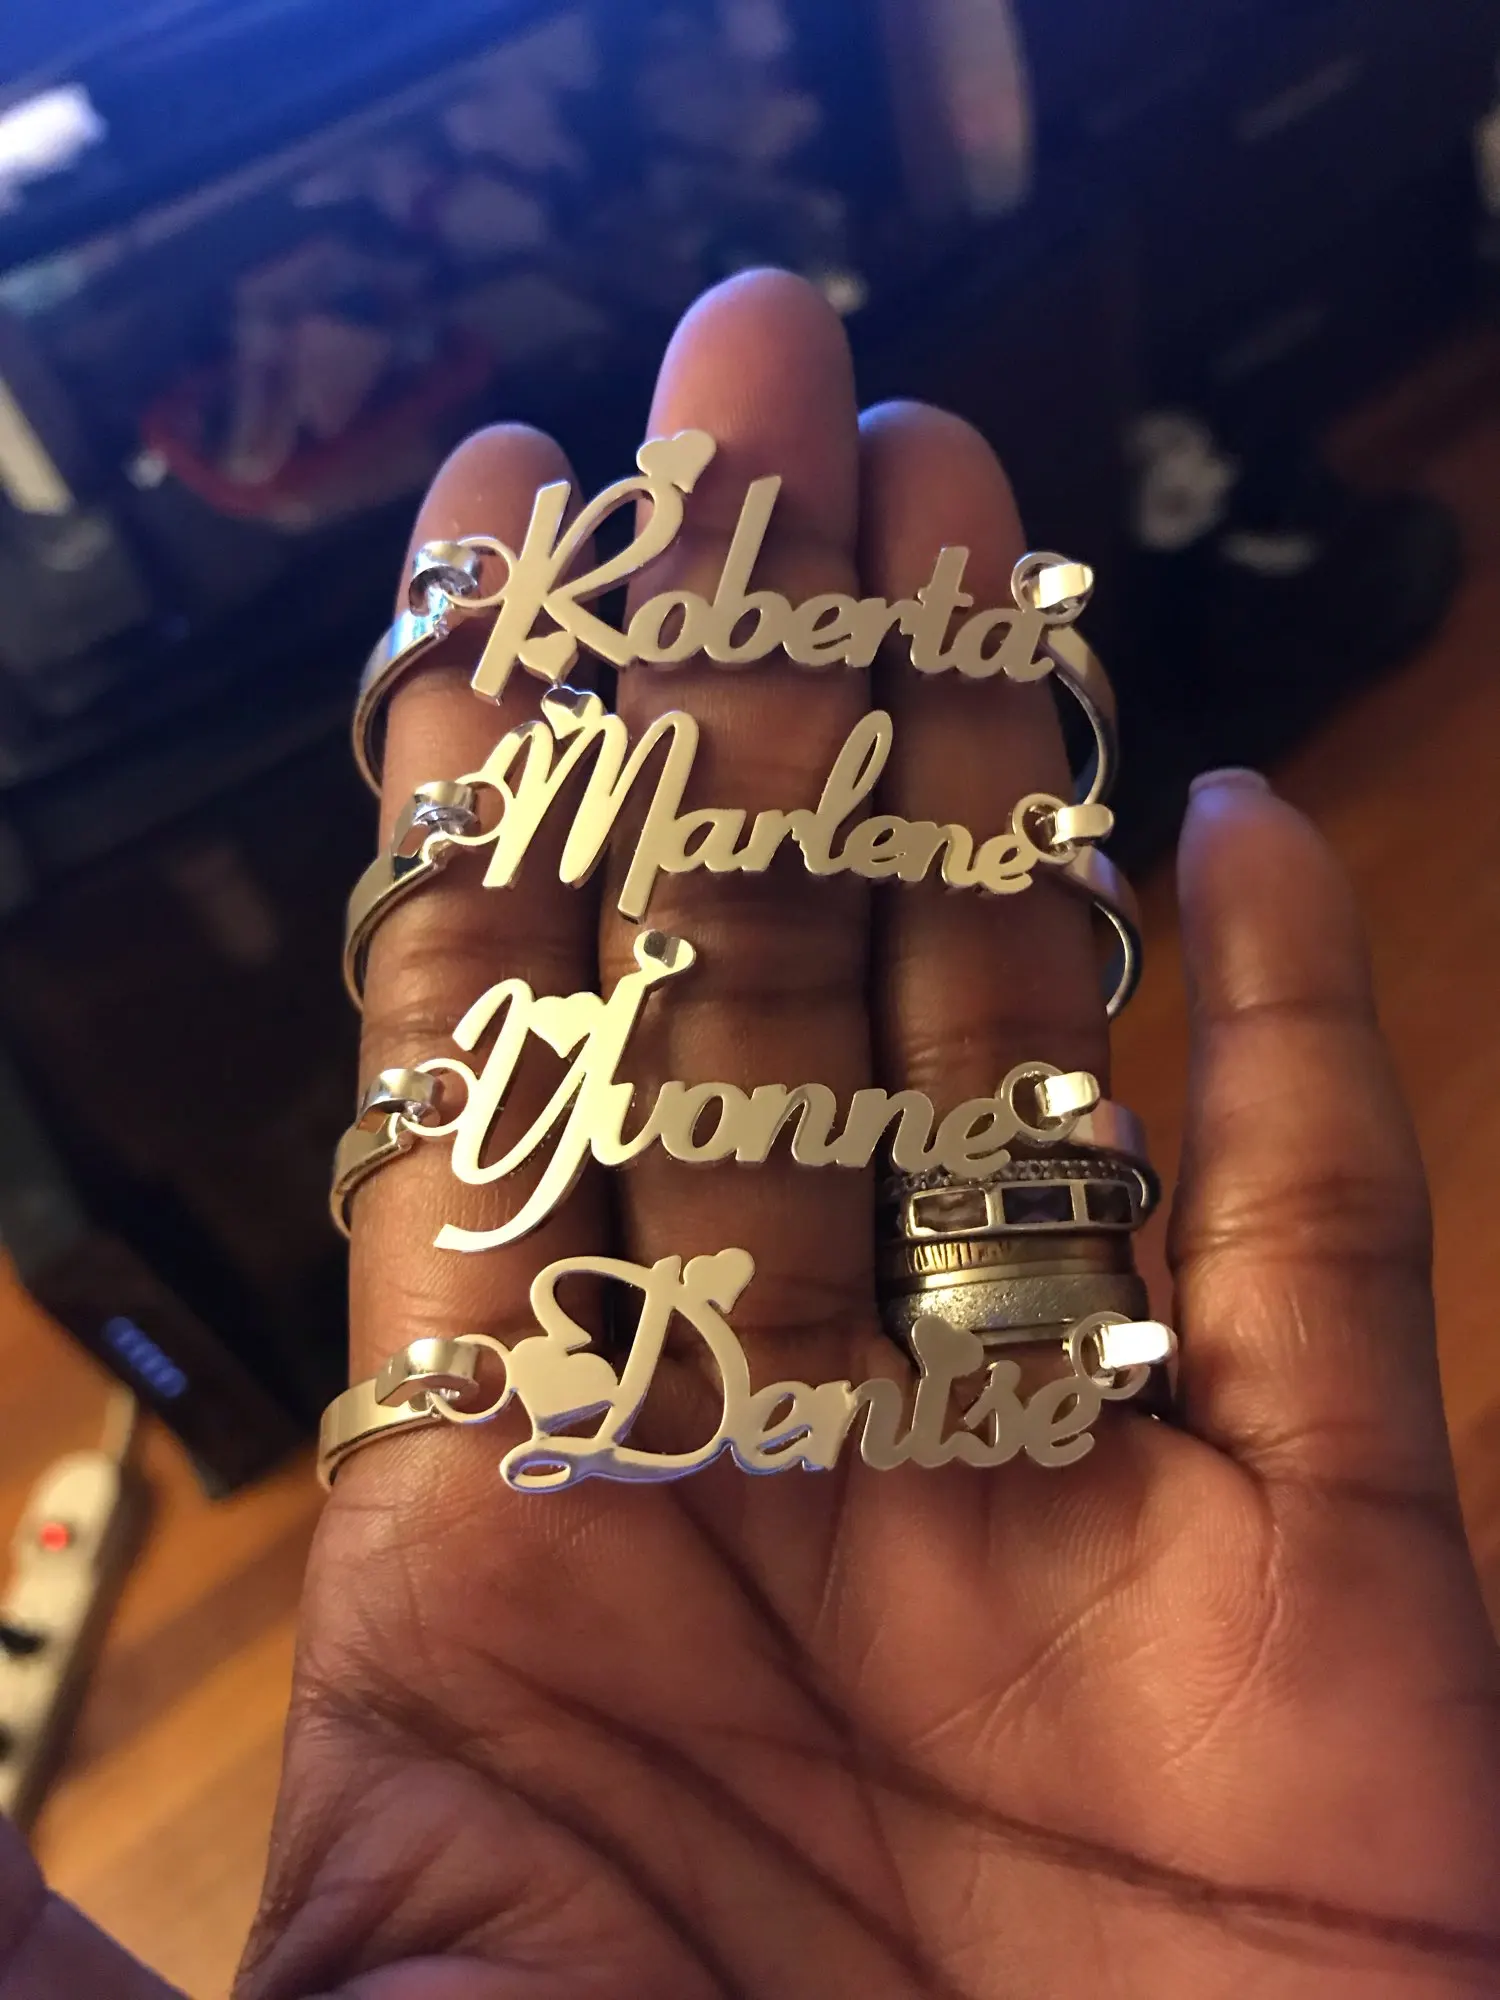 Roberta
Marlene
Yvonne
Denise